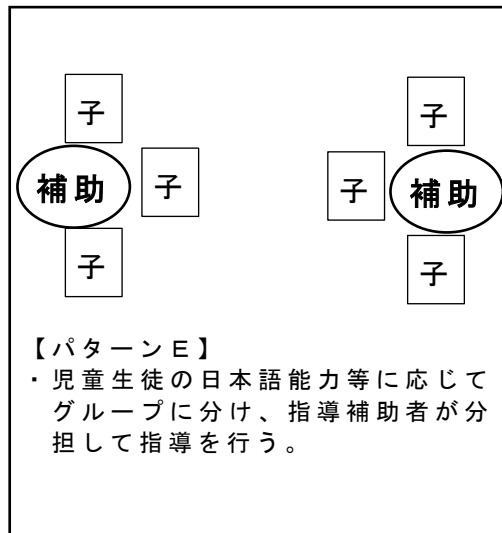 子
子
補助
子
子
補助
子
子
【パターンE】
・児童生徒の日本語能力等に応じて
グループに分け、指導補助者が分
担して指導を行う。